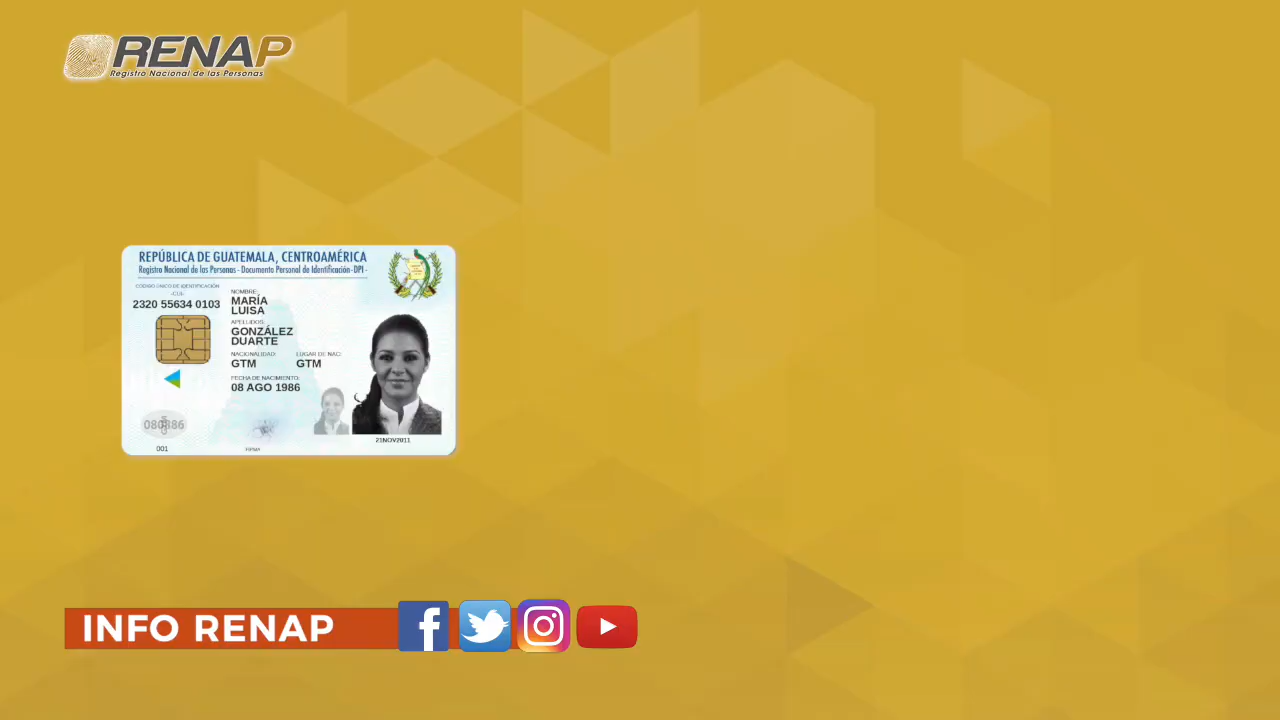 RENAP
Registro Nacional de las Personas
REPÚBLICA DE GUATEMALA, CENTROAMÉRICA
Registro Nacional de las Personas - Documento Personal de Identificación -DPI-
CÓDIGO ÚNICO DE IDENTIFICACIÓN
-CUI-
2320 55634 0103
NOMBRE:
MARÍA
LUISA
APELLIDOS:
GONZÁLEZ
DUARTE
NACIONALIDAD:
GTM
LUGAR DE NAC:
GTM
FECHA DE NACIMIENTO:
08 AGO 1986
21NOV2011
001
FIRMA
INFO RENAP